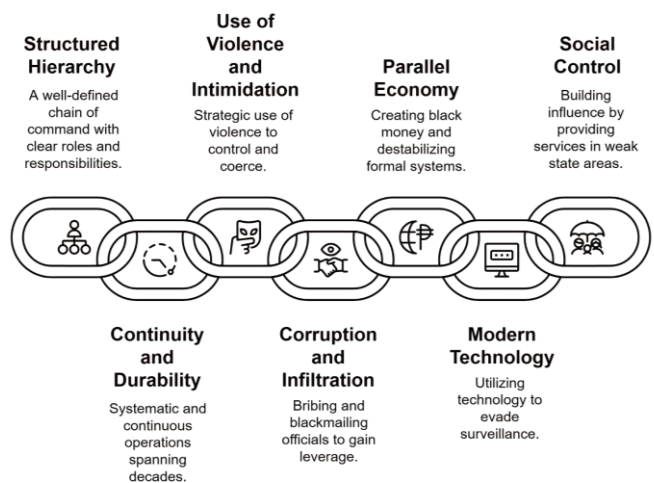 Structured
Hierarchy
A well-defined
chain of
command with
clear roles and
responsibilities.
Continuity
and
Durability
Systematic and
continuous
operations
spanning
decades.
Use of
Violence
and
Intimidation
Strategic use of
violence to
control and
coerce.
Corruption
and
Infiltration
Bribing and
blackmailing
officials to gain
leverage.
Parallel
Economy
Creating black
money and
destabilizing
formal systems.
Modern
Technology
Utilizing
technology to
evade
surveillance.
Social
Control
Building
influence by
providing
services in weak
state areas.